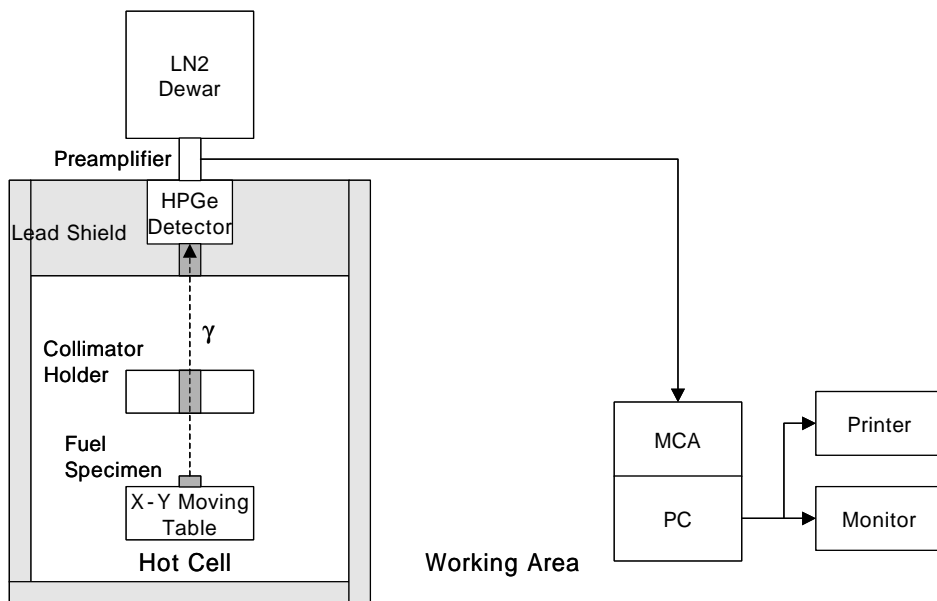 LN2
Dewar
Preamplifier
HPGe
Detector
Lead Shield
γ
Collimator
Holder
Fuel
Specimen
X-Y Moving
Table
Hot Cell
Working Area
MCA
PC
Printer
Monitor